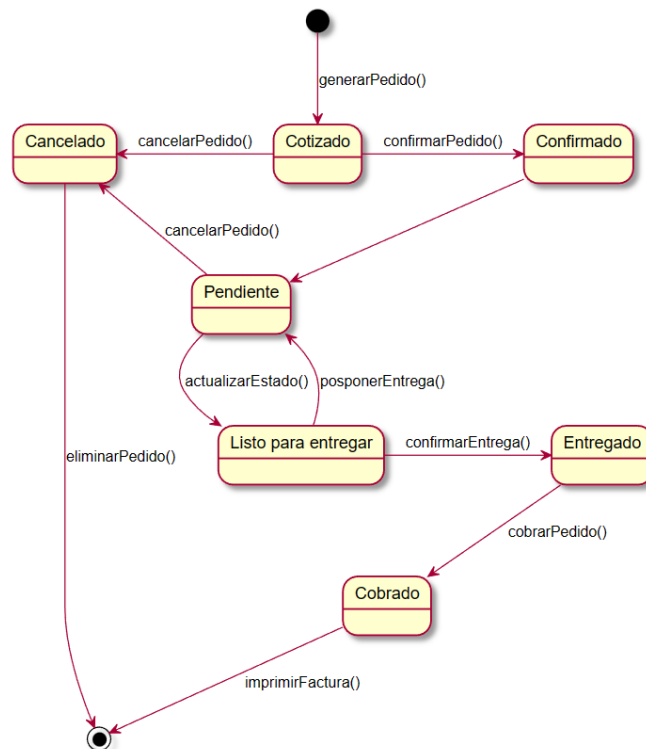 generarPedido()
Cancelado
cancelarPedido()
Cotizado
confirmarPedido()
Confirmado
cancelarPedido()
Pendiente
actualizarEstado()
posponerEntrega()
Listo para entregar
confirmarEntrega()
Entregado
eliminarPedido()
cobrarPedido()
Cobrado
imprimirFactura()